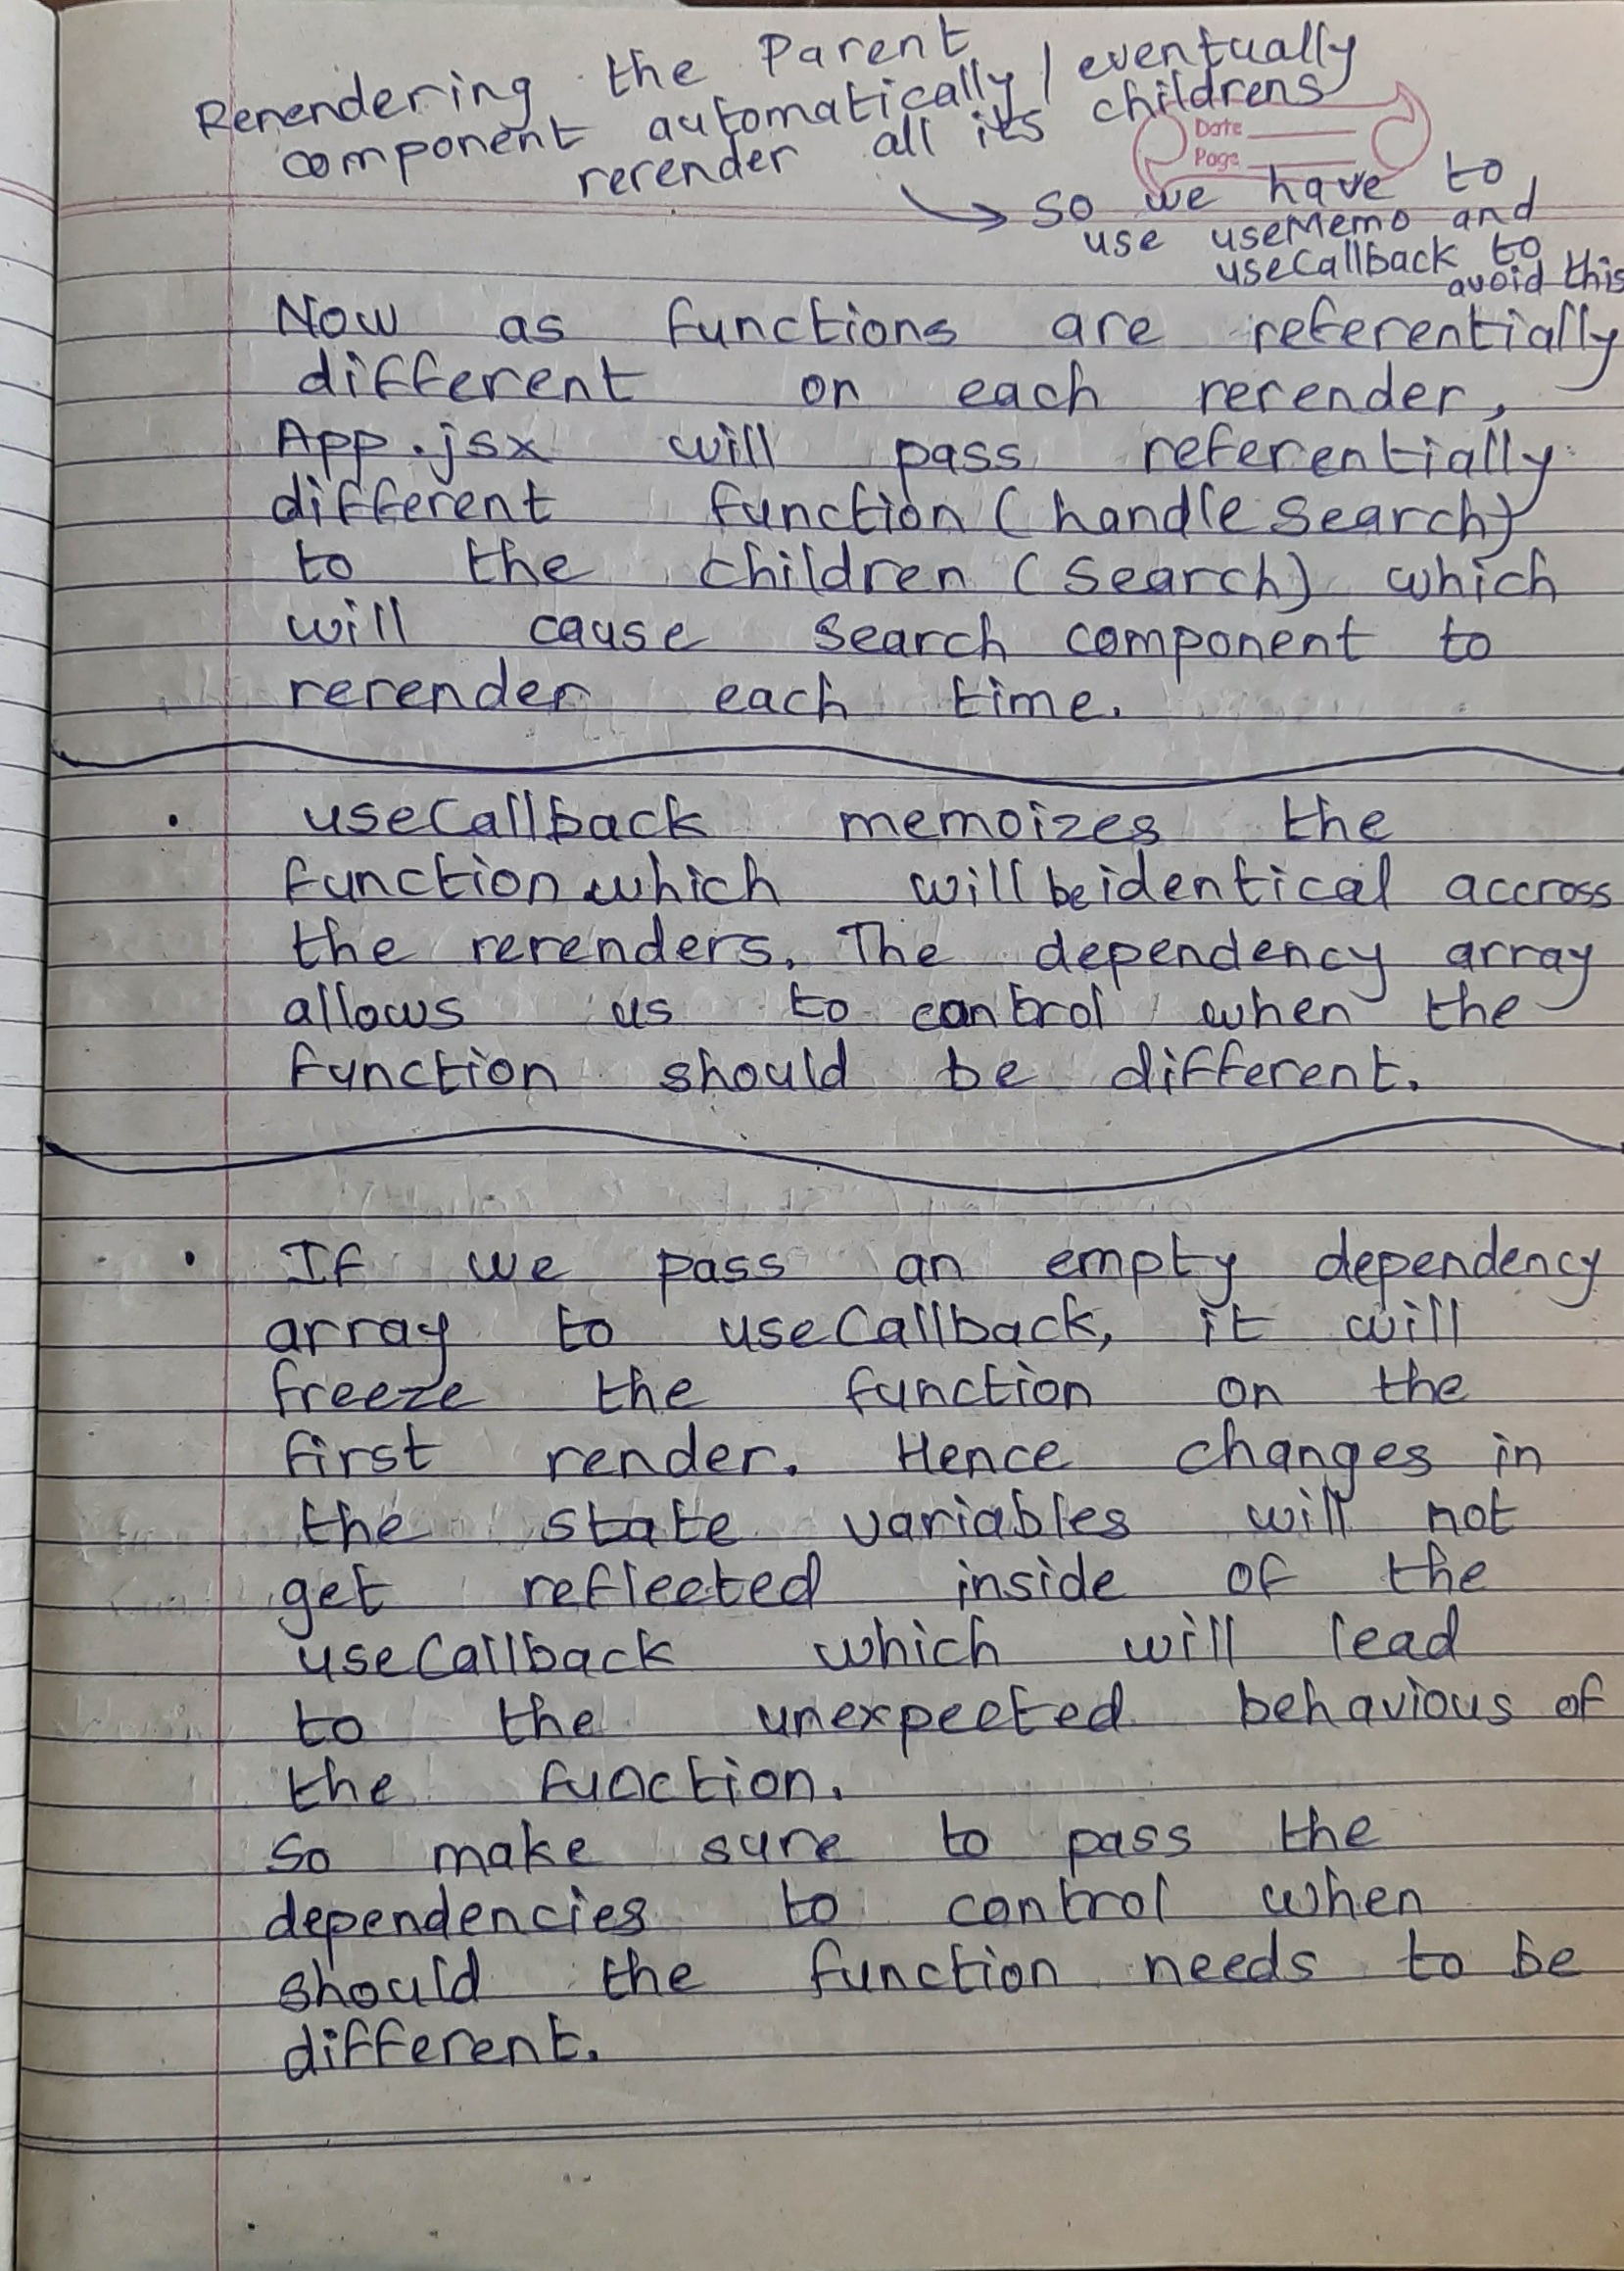 Rerendering the Parent
component automatically / eventually
rerender all its childrens
Date
Page
→ so we have to
use useMemo and
useCallback to
avoid this
Now as functions are referentially
different on each rerender,
App.jsx will pass referentially
different function (handleSearch)
to the children (Search) which
will cause search component to
rerender each time.
• useCallback memoizes the
function which will be identical accross
the rerenders. The dependency array
allows us to control when the
function should be different.
• If we pass an empty dependency
array to useCallback, it will
freeze the function on the
first render. Hence changes in
the state variables will not
get reflected inside of the
useCallback which will lead
to the unexpected behavious of
the function.
So make sure to pass the
dependencies to control when
should the function needs to be
different.